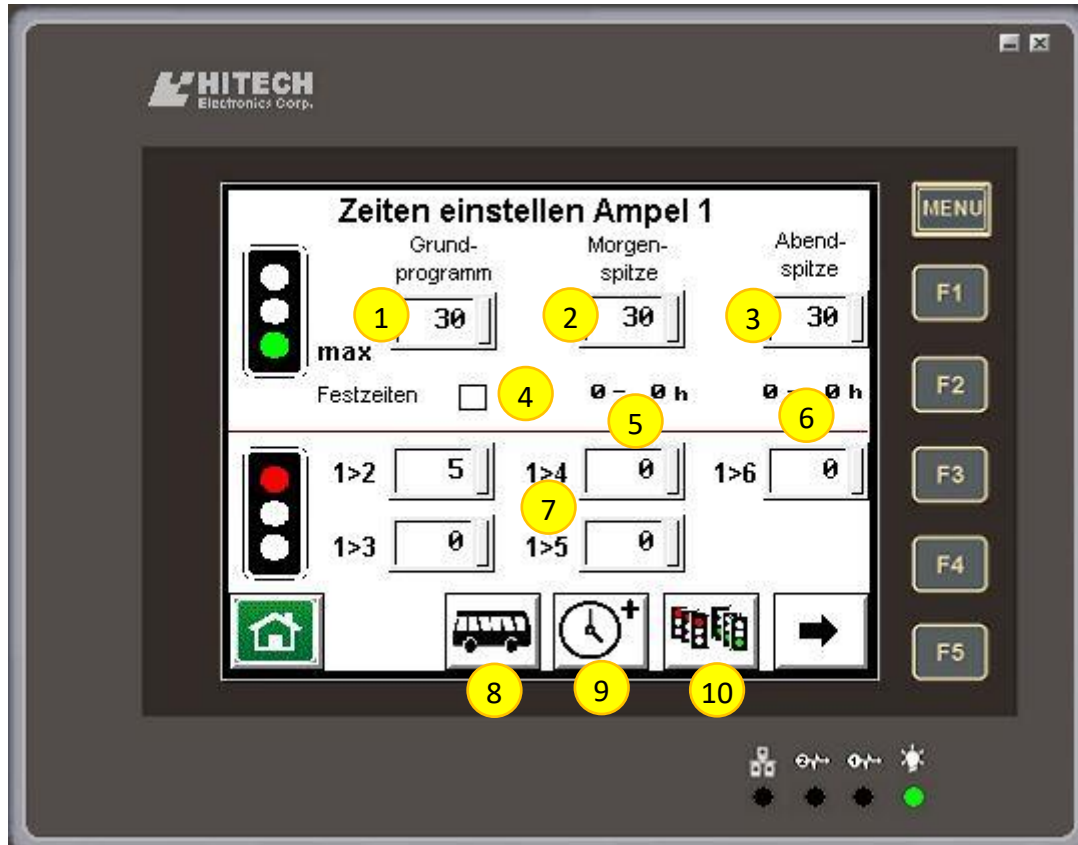 HITECH
Electronics Corp.
Zeiten einstellen Ampel 1
MENU
Grund-
programm
Morgen-
spitze
Abend-
spitze
F1
1
30
2
30
3
30
max
Festzeiten
4
0 - 0 h
0 - 0 h
F2
5
6
1>2
5
1>4
0
1>6
0
F3
7
1>3
0
1>5
0
F4
+
F5
8
9
10
2
1